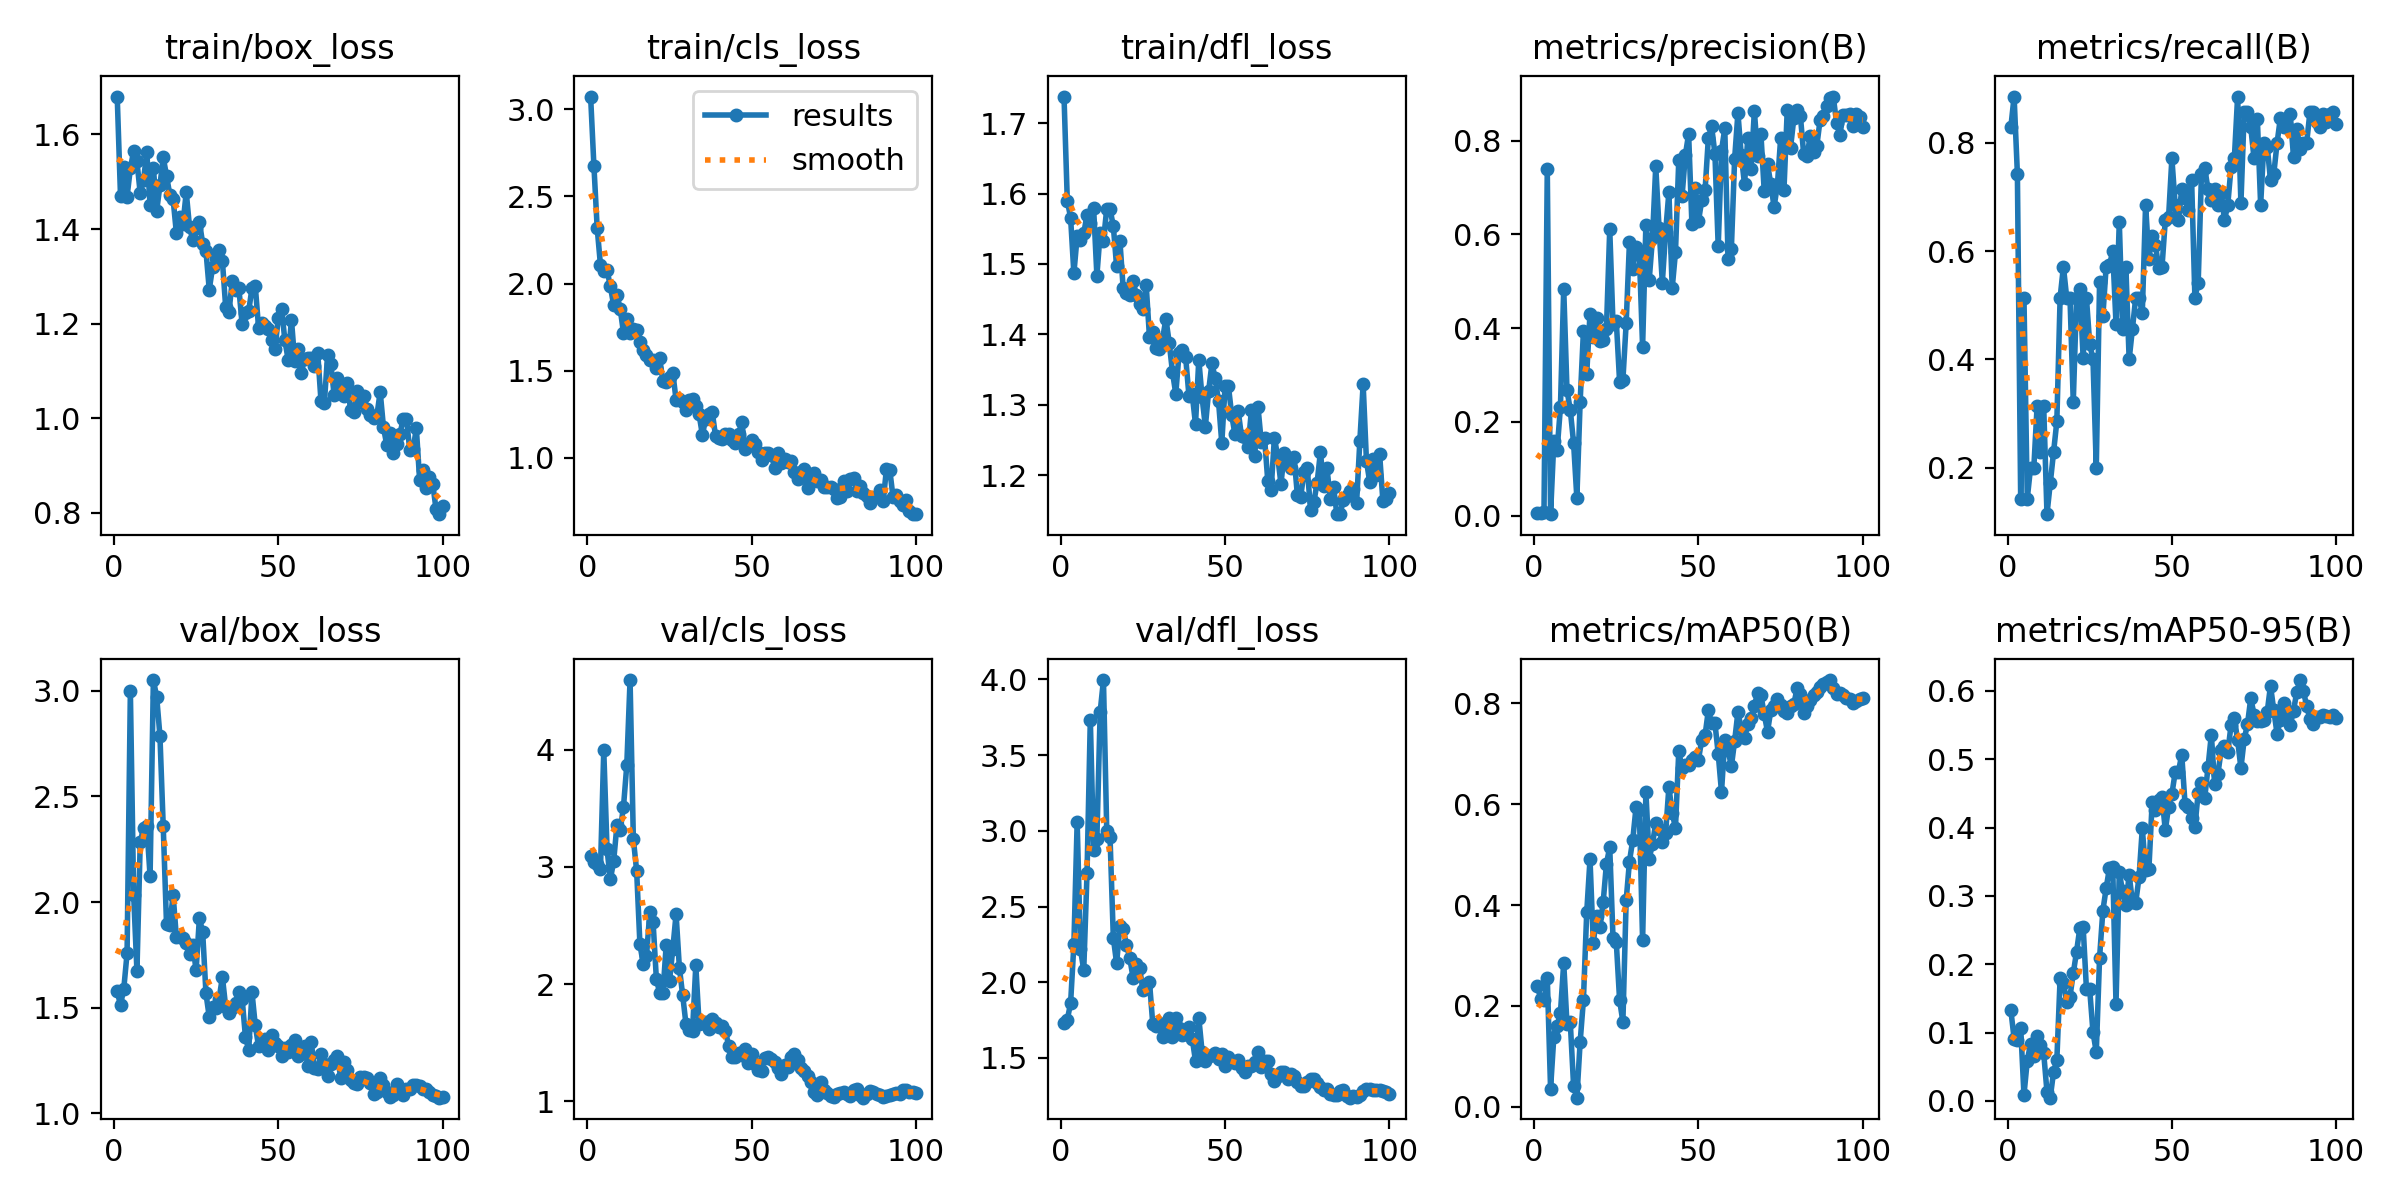 train/box_loss
1.6
1.4
1.2
1.0
0.8
0 50 100
train/cls_loss
results
smooth
3.0
2.5
2.0
1.5
1.0
0 50 100
train/dfl_loss
1.7
1.6
1.5
1.4
1.3
1.2
0 50 100
metrics/precision(B)
0.8
0.6
0.4
0.2
0.0
0 50 100
metrics/recall(B)
0.8
0.6
0.4
0.2
0 50 100
val/box_loss
3.0
2.5
2.0
1.5
1.0
0 50 100
val/cls_loss
4
3
2
1
0 50 100
val/dfl_loss
4.0
3.5
3.0
2.5
2.0
1.5
0 50 100
metrics/mAP50(B)
0.8
0.6
0.4
0.2
0.0
0 50 100
metrics/mAP50-95(B)
0.6
0.5
0.4
0.3
0.2
0.1
0.0
0 50 100